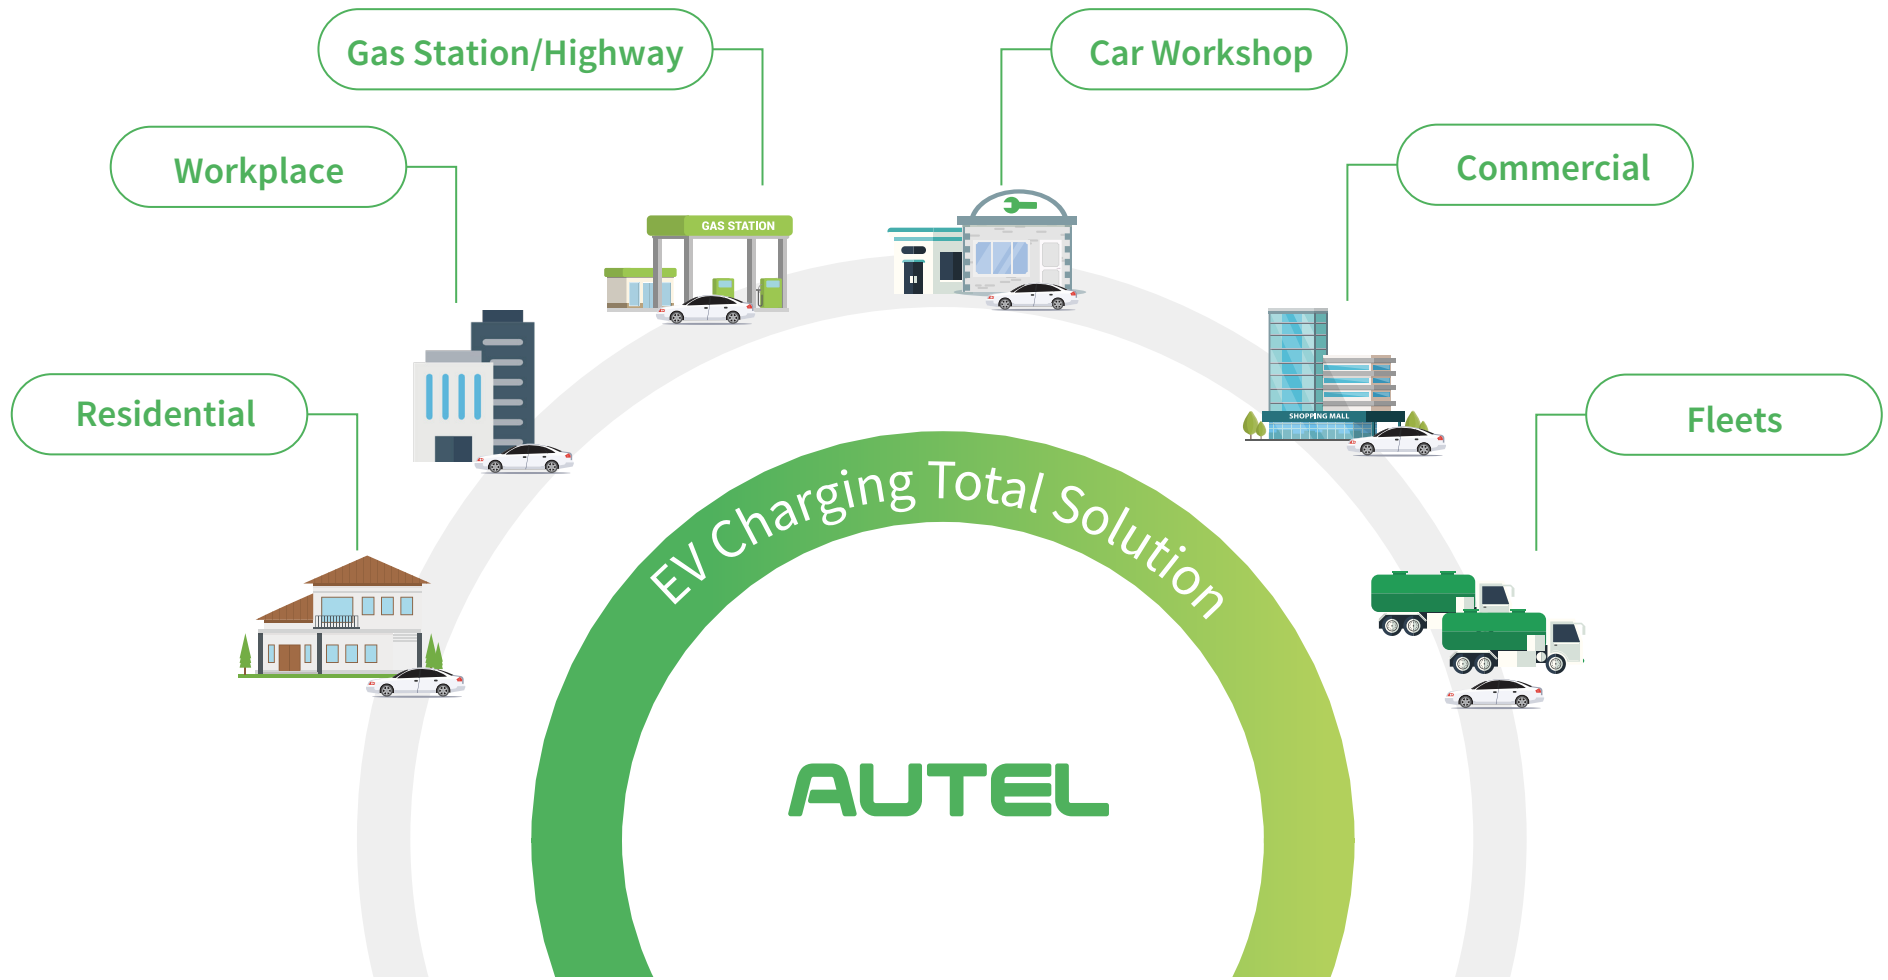 Gas Station/Highway
Car Workshop
Workplace
Commercial
GAS STATION
Residential
SHOPPING MALL
Fleets
EV Charging Total Solution
AUTEL